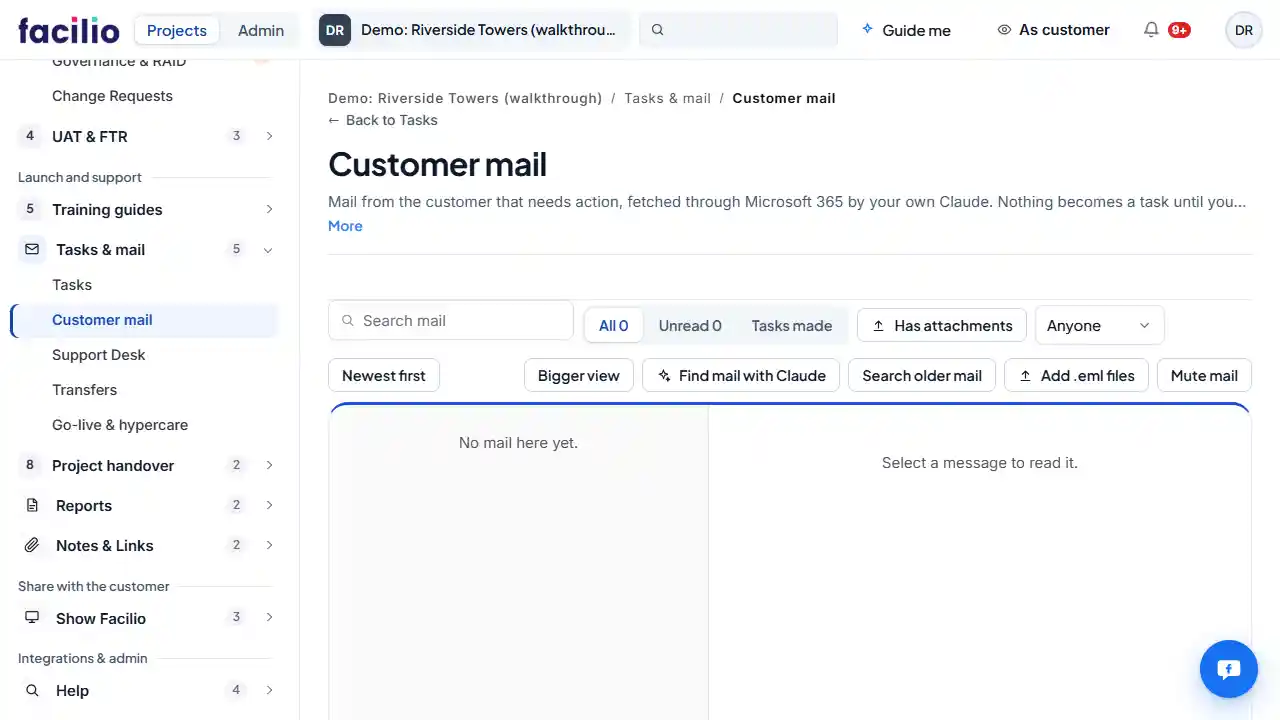 facilio
Projects
Admin
DR
Demo: Riverside Towers (walkthrou...
Guide me
As customer
9+
DR
Governance & RAID
Change Requests
4 UAT & FTR 3
Launch and support
5 Training guides
Tasks & mail 5
Tasks
Customer mail
Support Desk
Transfers
Go-live & hypercare
8 Project handover 2
Reports 2
Notes & Links 2
Share with the customer
Show Facilio 3
Integrations & admin
Help 4
Demo: Riverside Towers (walkthrough) / Tasks & mail / Customer mail
← Back to Tasks
Customer mail
Mail from the customer that needs action, fetched through Microsoft 365 by your own Claude. Nothing becomes a task until you...
More
Search mail
All 0
Unread 0
Tasks made
Has attachments
Anyone
Newest first
Bigger view
Find mail with Claude
Search older mail
Add .eml files
Mute mail
No mail here yet.
Select a message to read it.